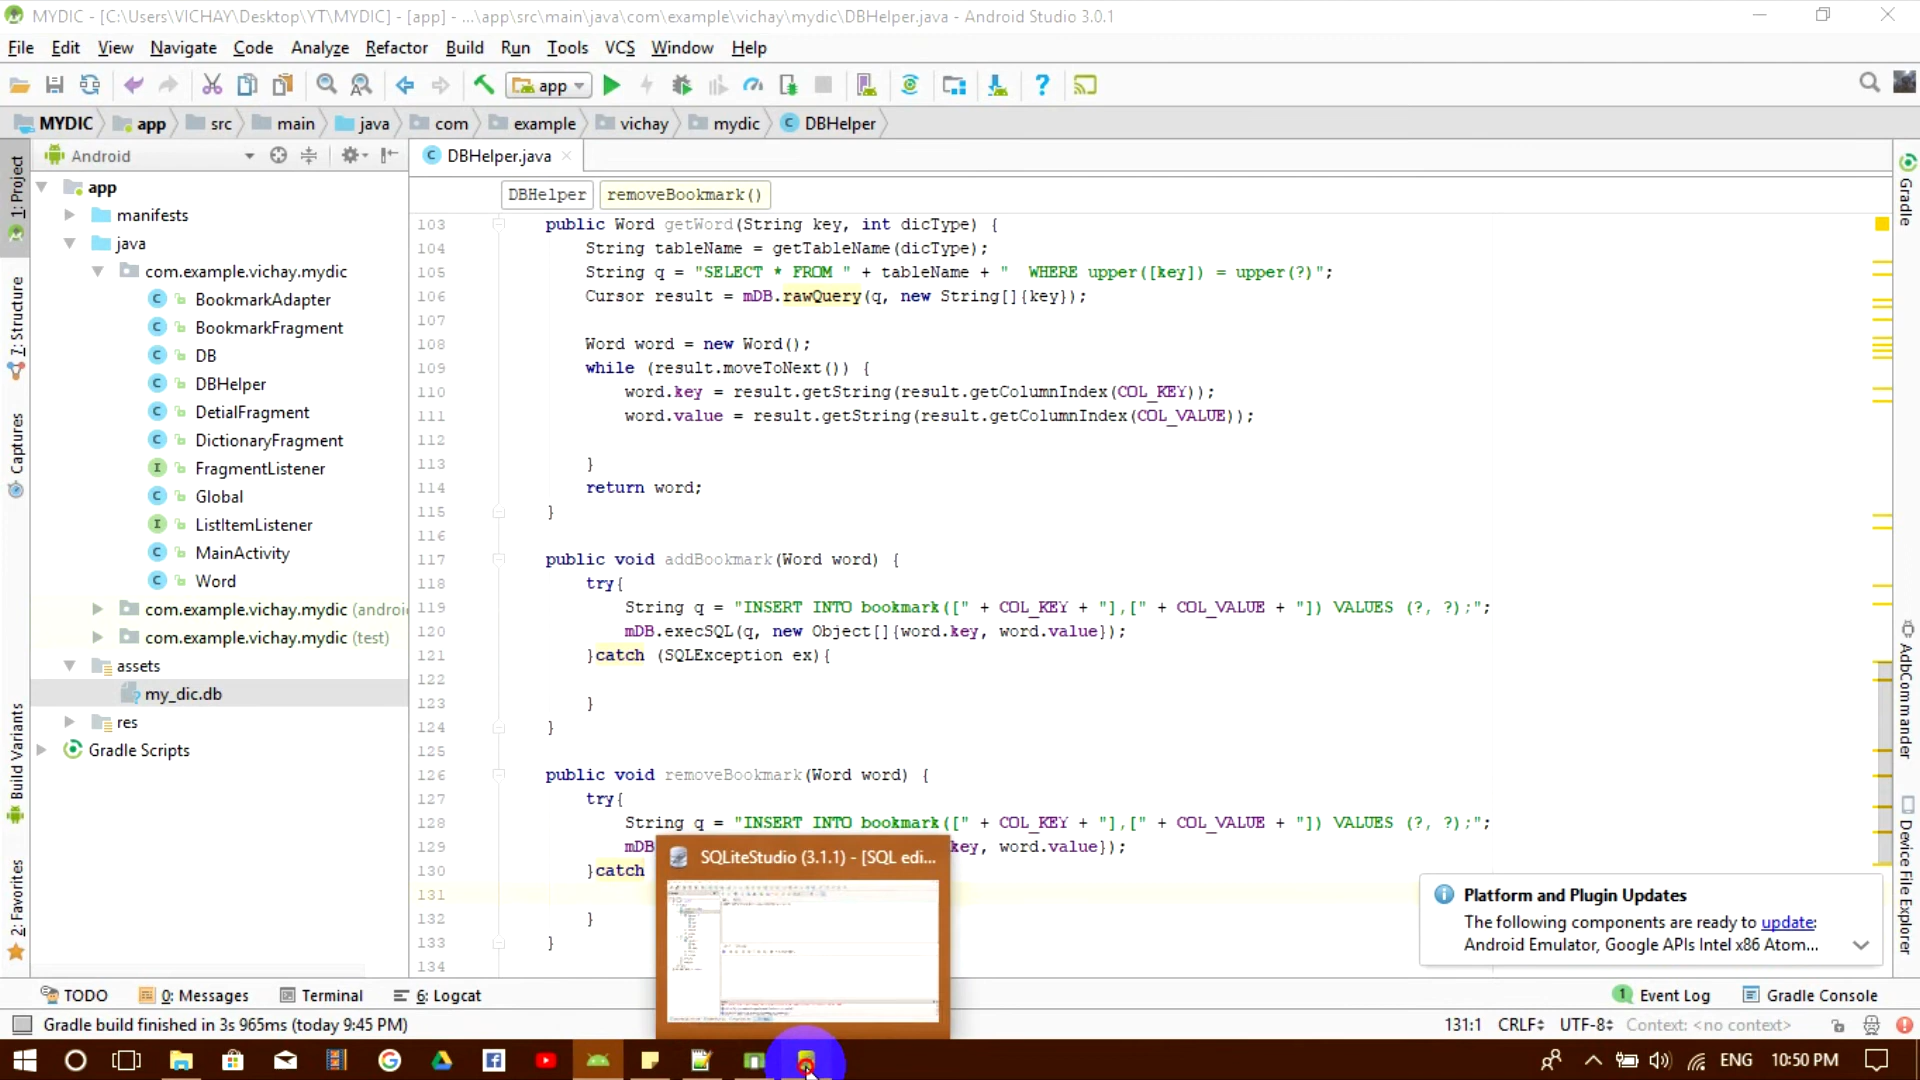 MYDIC - [C:\Users\VICHAY\Desktop\YT\MYDIC] - [app] - ...\app\src\main\java\com\example\vichay\mydic\DBHelper.java - Android Studio 3.0.1
File Edit View Navigate Code Analyze Refactor Build Run Tools VCS Window Help
app
MYDIC app src main java com example vichay mydic DBHelper
Android
DBHelper.java
1: Project
7: Structure
Captures
Build Variants
2: Favorites
app
manifests
java
com.example.vichay.mydic
BookmarkAdapter
BookmarkFragment
DB
DBHelper
DetialFragment
DictionaryFragment
FragmentListener
Global
ListItemListener
MainActivity
Word
com.example.vichay.mydic (androi
com.example.vichay.mydic (test)
assets
my_dic.db
res
Gradle Scripts
DBHelper removeBookmark()
103 public Word getWord(String key, int dicType) {
104 String tableName = getTableName(dicType);
105 String q = "SELECT * FROM " + tableName + "  WHERE upper([key]) = upper(?)";
106 Cursor result = mDB.rawQuery(q, new String[]{key});
107
108 Word word = new Word();
109 while (result.moveToNext()) {
110 word.key = result.getString(result.getColumnIndex(COL_KEY));
111 word.value = result.getString(result.getColumnIndex(COL_VALUE));
112
113 }
114 return word;
115 }
116
117 public void addBookmark(Word word) {
118 try{
119 String q = "INSERT INTO bookmark([" + COL_KEY + "],[" + COL_VALUE + "]) VALUES (?, ?);";
120 mDB.execSQL(q, new Object[]{word.key, word.value});
121 }catch (SQLException ex){
122
123 }
124 }
125
126 public void removeBookmark(Word word) {
127 try{
128 String q = "INSERT INTO bookmark([" + COL_KEY + "],[" + COL_VALUE + "]) VALUES (?, ?);";
129 mDB key, word.value});
130 }catch
131
132 }
133 }
134
SQLiteStudio (3.1.1) - [SQL edi...
Gradle
AdbCommander
Device File Explorer
Platform and Plugin Updates
The following components are ready to update:
Android Emulator, Google APIs Intel x86 Atom...
TODO 0: Messages Terminal 6: Logcat 1 Event Log Gradle Console
Gradle build finished in 3s 965ms (today 9:45 PM) 131:1 CRLF UTF-8 Context: <no context>
ENG 10:50 PM